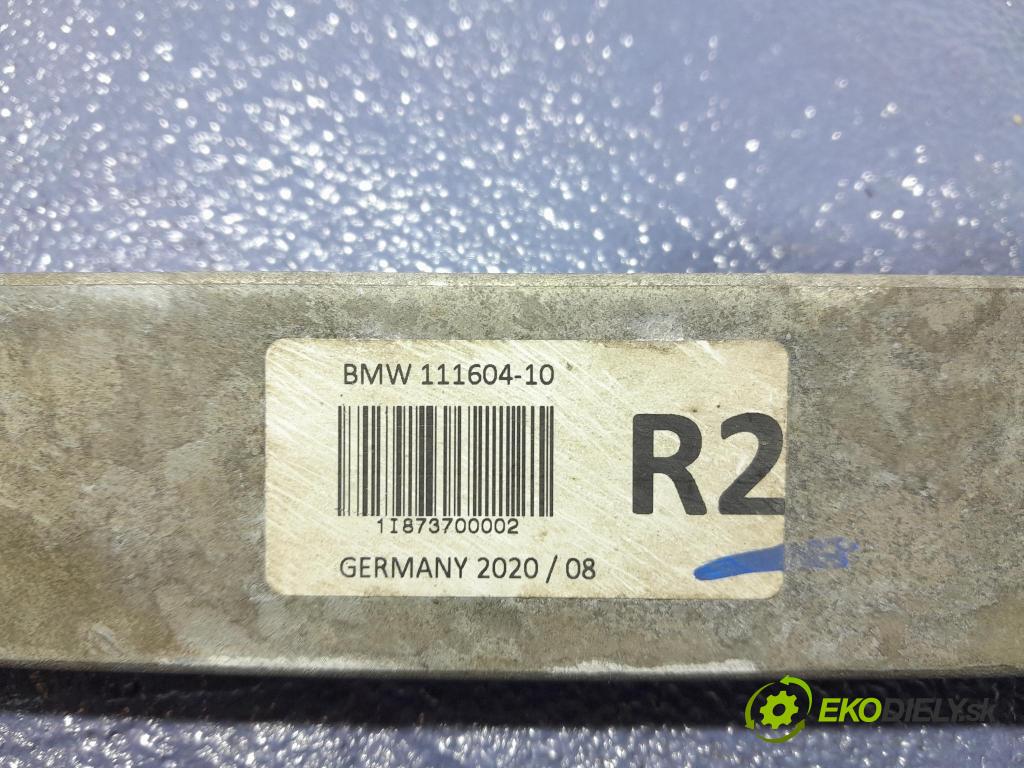 BMW 111604-10
R2
1I873700002
GERMANY 2020 / 08
EKODIELY.sk